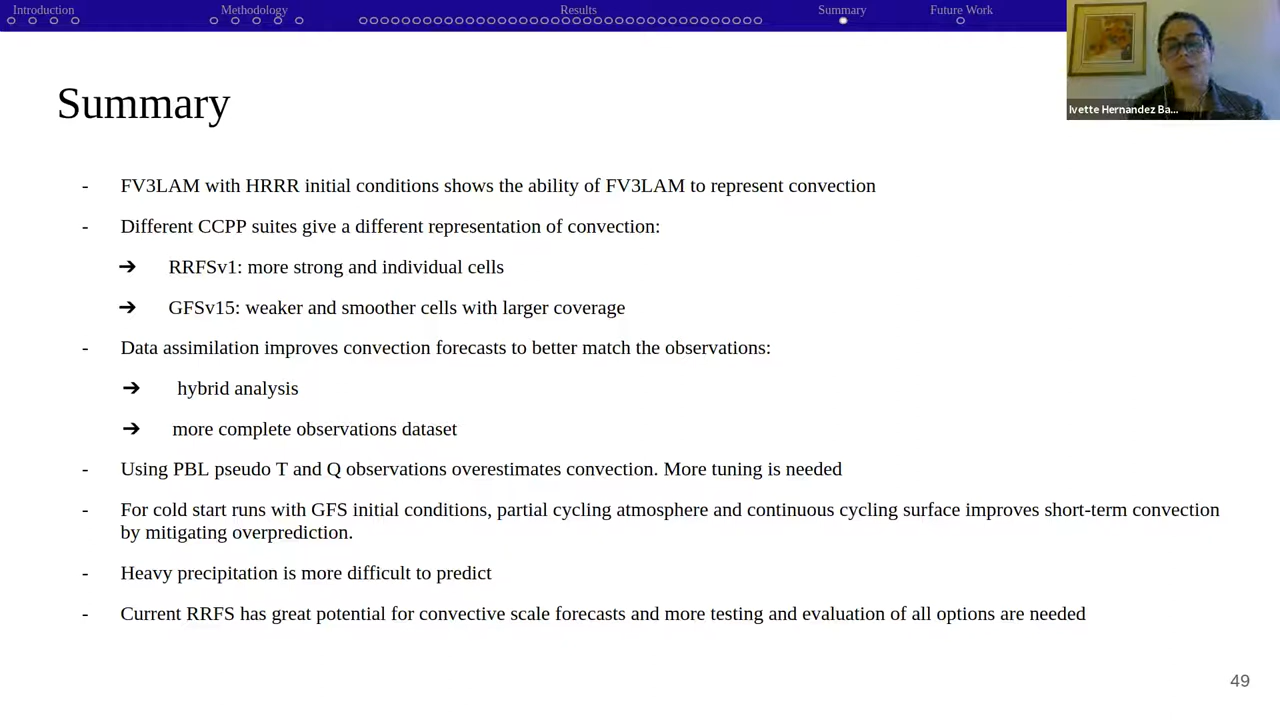 Introduction Methodology Results Summary Future Work
Ivette Hernandez Ba...
Summary
- FV3LAM with HRRR initial conditions shows the ability of FV3LAM to represent convection
- Different CCPP suites give a different representation of convection:
➔ RRFSv1: more strong and individual cells
➔ GFSv15: weaker and smoother cells with larger coverage
- Data assimilation improves convection forecasts to better match the observations:
➔ hybrid analysis
➔ more complete observations dataset
- Using PBL pseudo T and Q observations overestimates convection. More tuning is needed
- For cold start runs with GFS initial conditions, partial cycling atmosphere and continuous cycling surface improves short-term convection
by mitigating overprediction.
- Heavy precipitation is more difficult to predict
- Current RRFS has great potential for convective scale forecasts and more testing and evaluation of all options are needed
49